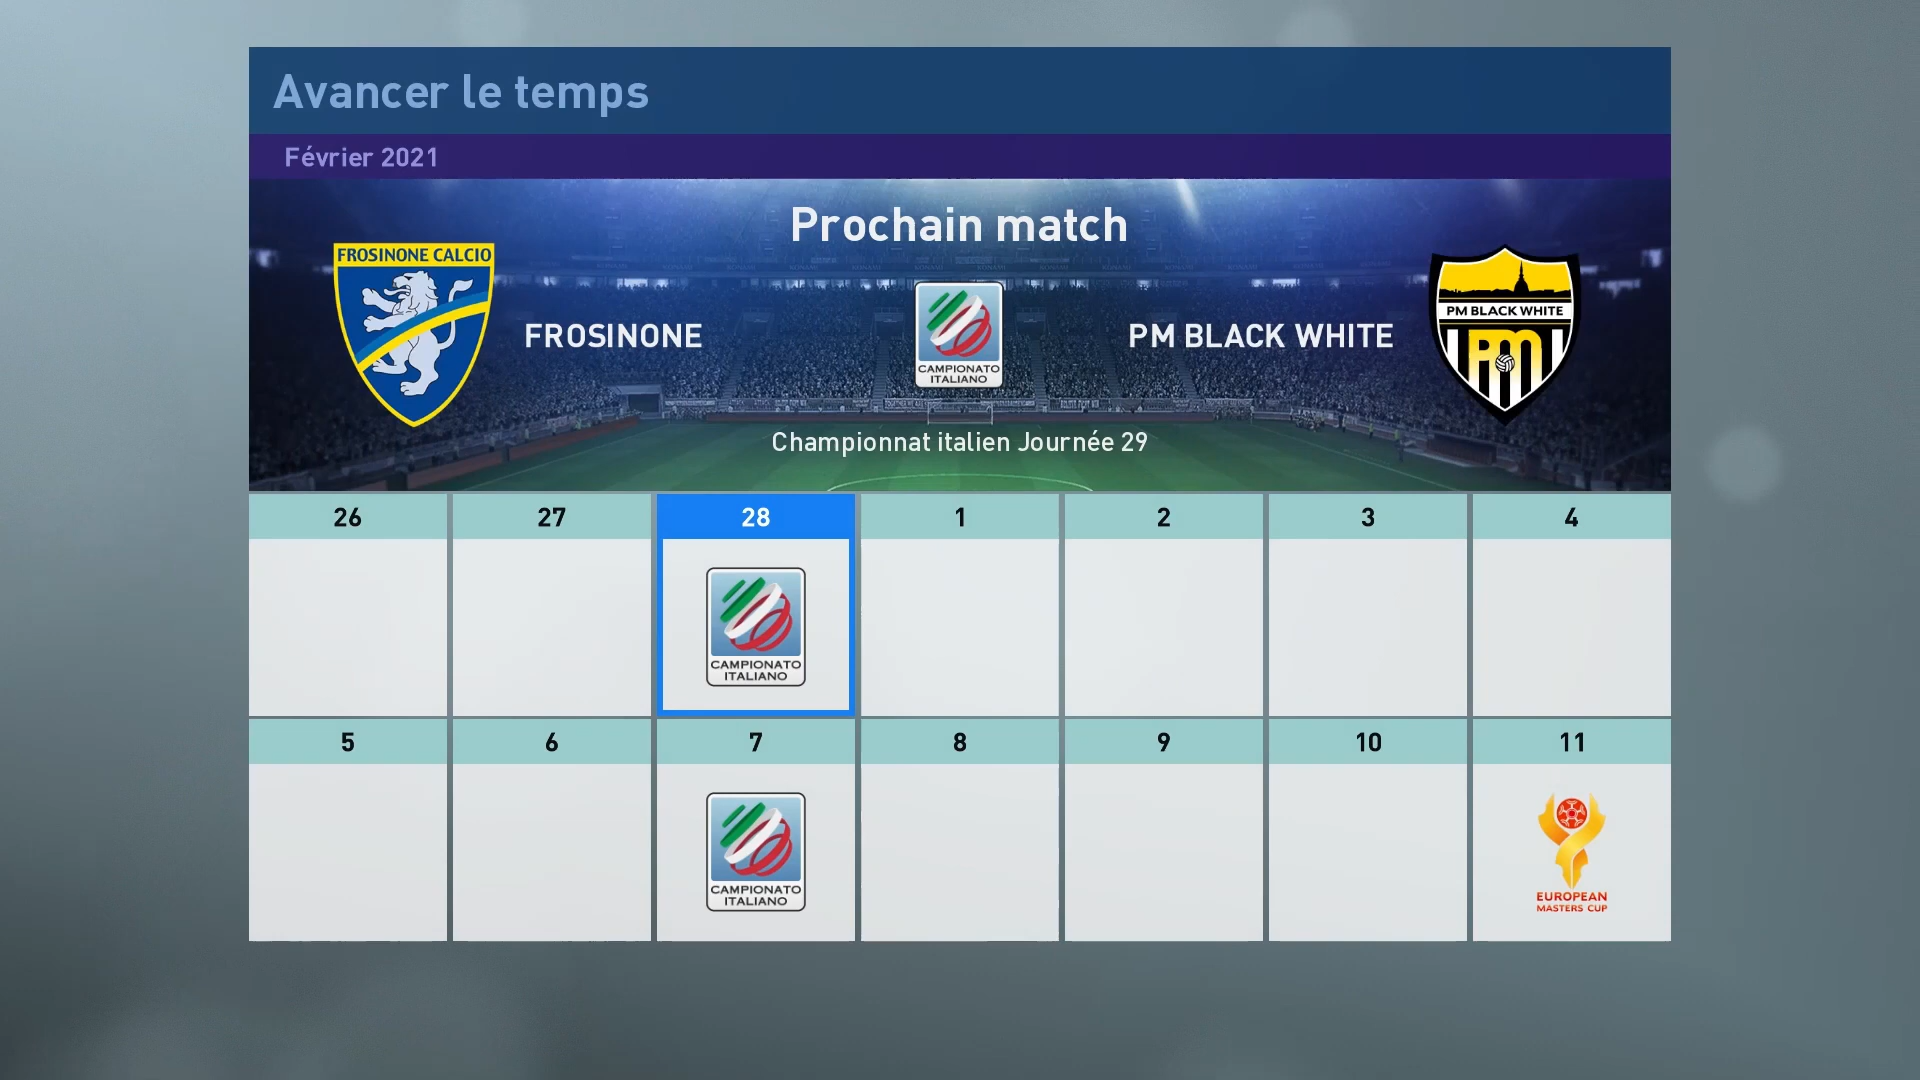 Avancer le temps
Février 2021
Prochain match
FROSINONE CALCIO
FROSINONE
CAMPIONATO
ITALIANO
PM BLACK WHITE
PM BLACK WHITE
PM
Championnat italien Journée 29
26 27 28 1 2 3 4
CAMPIONATO
ITALIANO
5 6 7 8 9 10 11
CAMPIONATO
ITALIANO
EUROPEAN
MASTERS CUP